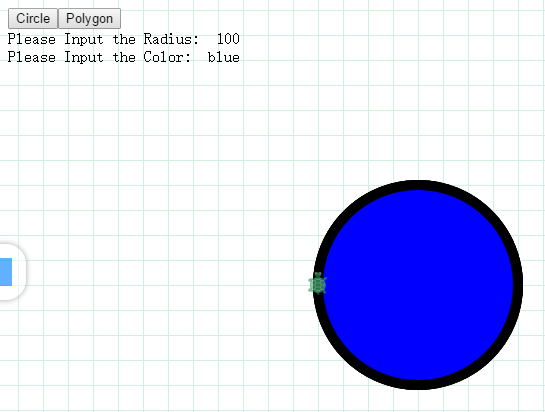 Circle Polygon
Please Input the Radius: 100
Please Input the Color: blue